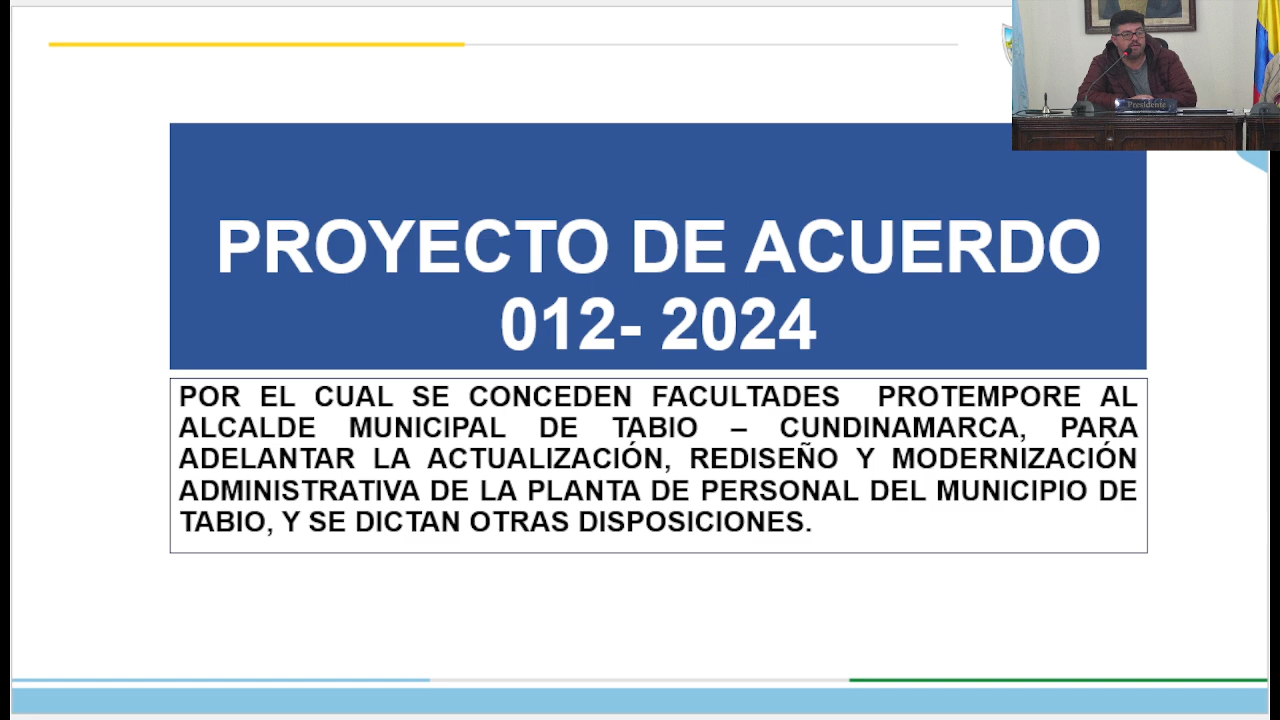 Presidente
PROYECTO DE ACUERDO
012- 2024
POR EL CUAL SE CONCEDEN FACULTADES PROTEMPORE AL
ALCALDE MUNICIPAL DE TABIO – CUNDINAMARCA, PARA
ADELANTAR LA ACTUALIZACIÓN, REDISEÑO Y MODERNIZACIÓN
ADMINISTRATIVA DE LA PLANTA DE PERSONAL DEL MUNICIPIO DE
TABIO, Y SE DICTAN OTRAS DISPOSICIONES.